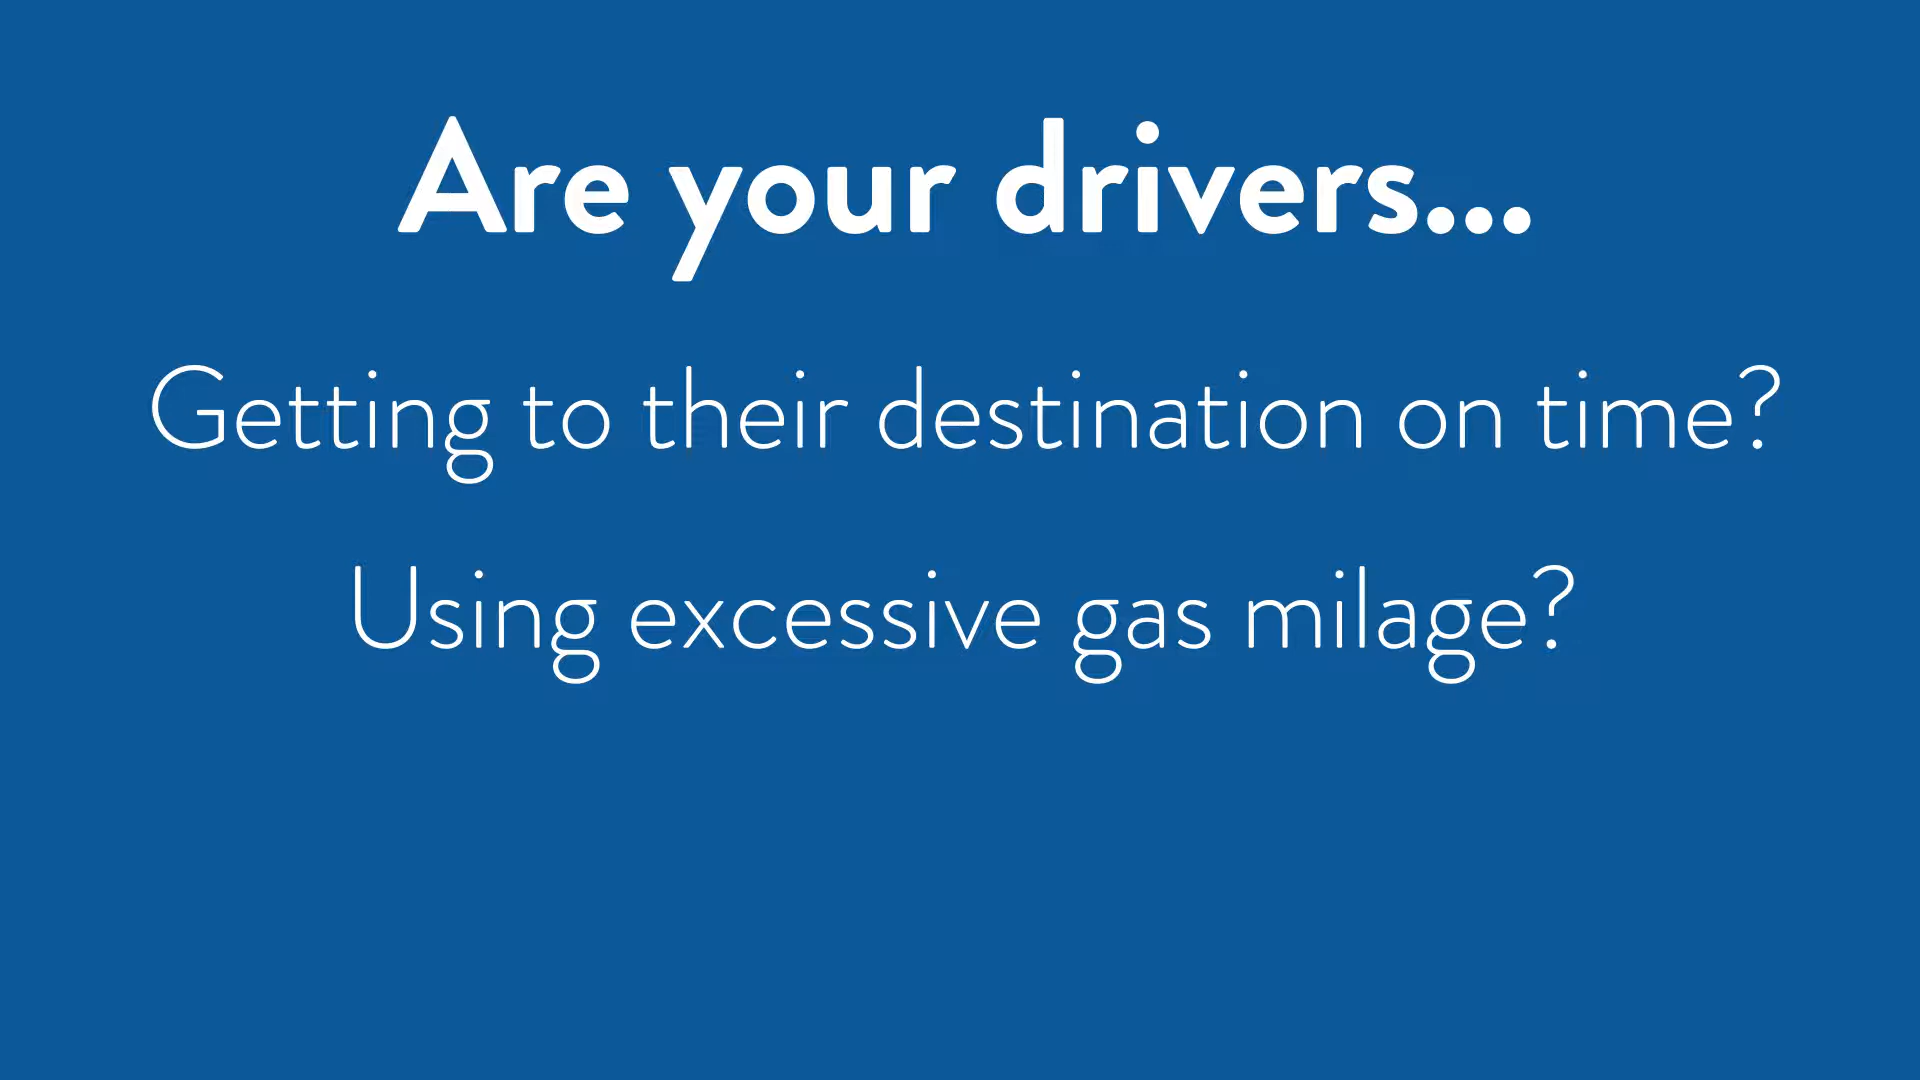 Are your drivers...
Getting to their destination on time?
Using excessive gas milage?